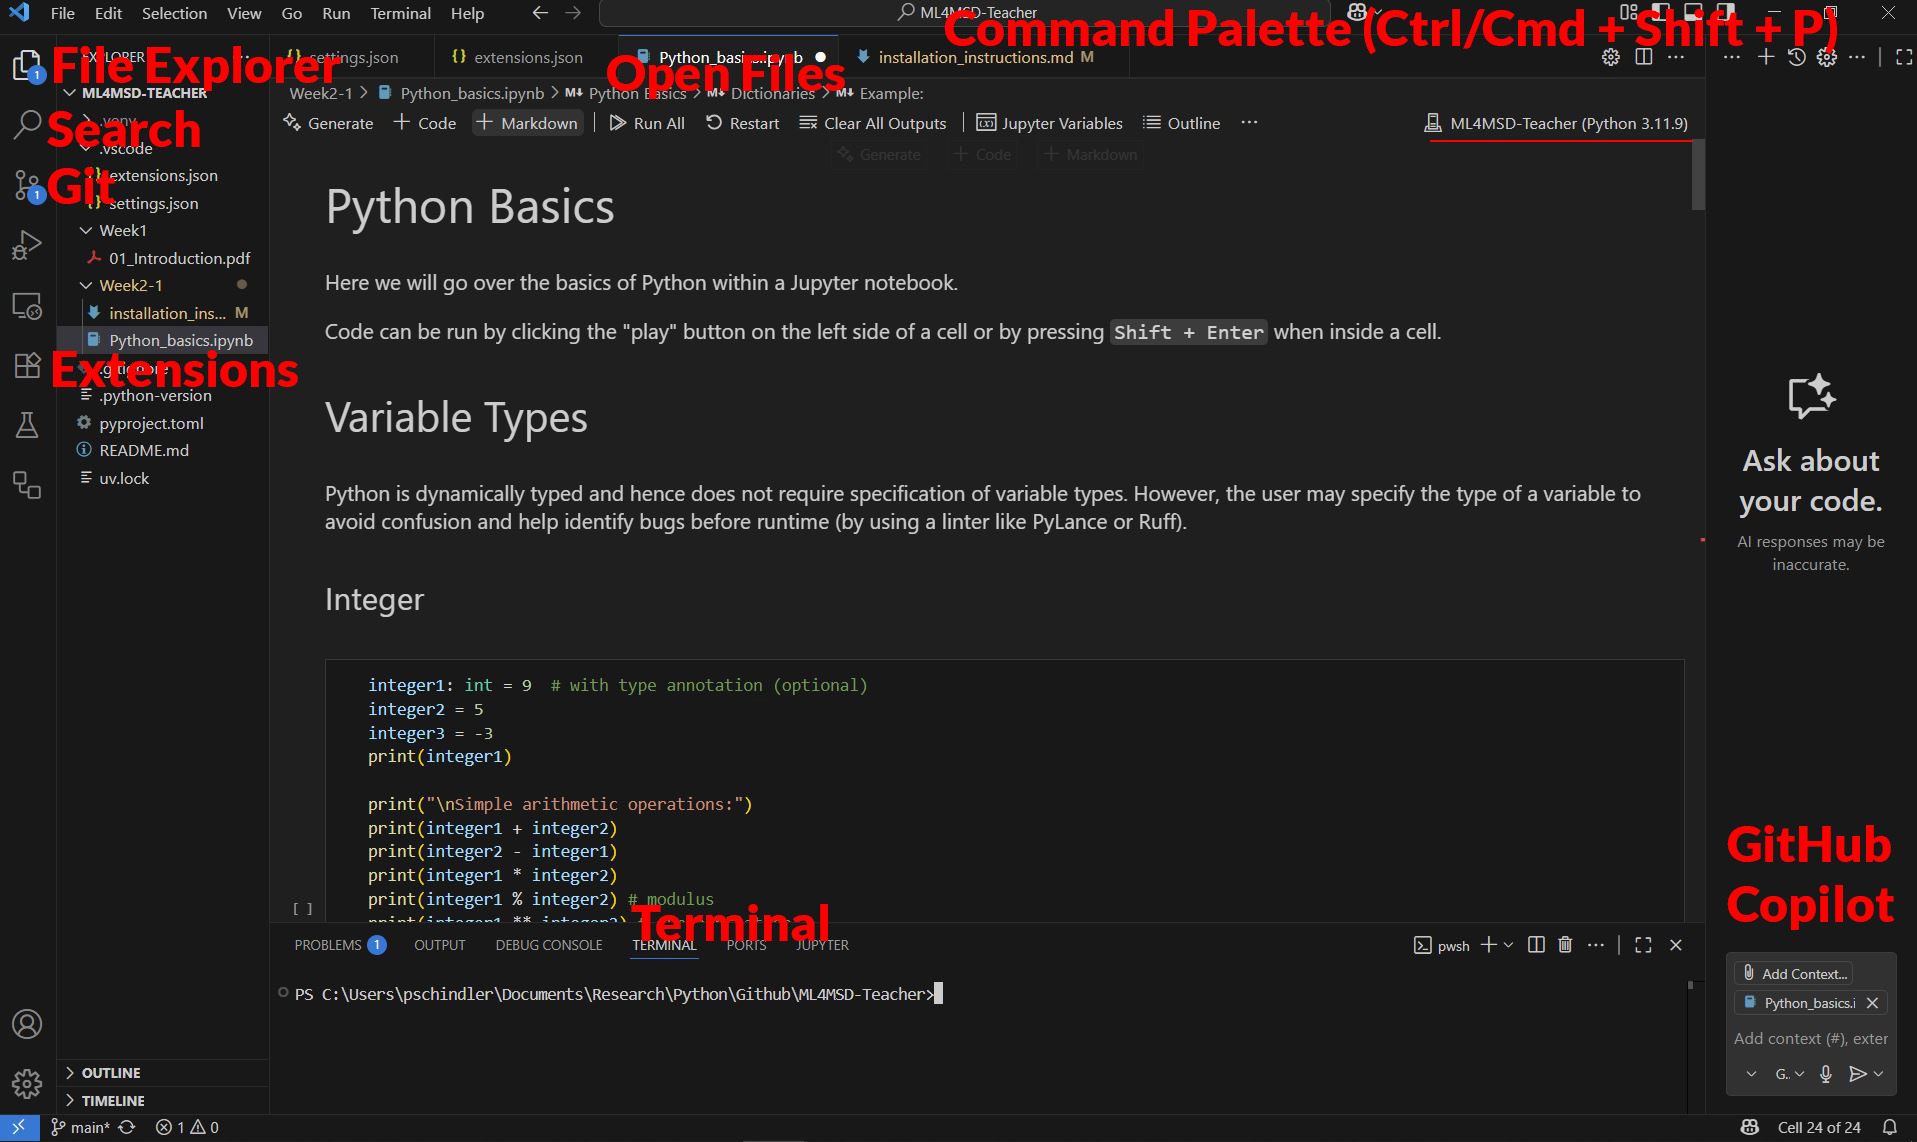 File Edit Selection View Go Run Terminal Help
ML4MSD-Teacher
Command Palette (Ctrl/Cmd + Shift + P)
EXPLORER
File Explorer
settings.json
extensions.json
Python_basics.ipynb
installation_instructions.md M
Open Files
1
ML4MSD-TEACHER
Week2-1 > Python_basics.ipynb > M↓ Python Basics > M↓ Dictionaries > M↓ Example:
Generate + Code + Markdown Run All Restart Clear All Outputs Jupyter Variables Outline ...
ML4MSD-Teacher (Python 3.11.9)
Generate + Code + Markdown
.venv
Search
.vscode
extensions.json
Git
1
settings.json
Week1
01_Introduction.pdf
Week2-1
installation_ins... M
Python_basics.ipynb
.gitignore
Extensions
.python-version
pyproject.toml
README.md
uv.lock
Python Basics
Here we will go over the basics of Python within a Jupyter notebook.
Code can be run by clicking the "play" button on the left side of a cell or by pressing Shift + Enter when inside a cell.
Variable Types
Python is dynamically typed and hence does not require specification of variable types. However, the user may specify the type of a variable to
avoid confusion and help identify bugs before runtime (by using a linter like PyLance or Ruff).
Integer
integer1: int = 9  # with type annotation (optional)
integer2 = 5
integer3 = -3
print(integer1)
print("\nSimple arithmetic operations:")
print(integer1 + integer2)
print(integer2 - integer1)
print(integer1 * integer2)
print(integer1 % integer2) # modulus
print(integer1 ** integer2)
[ ]
Ask about
your code.
AI responses may be
inaccurate.
GitHub
Copilot
Add Context...
Python_basics.i
Add context (#), exter
G..
Terminal
PROBLEMS 1 OUTPUT DEBUG CONSOLE TERMINAL PORTS JUPYTER
pwsh
PS C:\Users\pschindler\Documents\Research\Python\Github\ML4MSD-Teacher>
OUTLINE
TIMELINE
main* 1 0
Cell 24 of 24